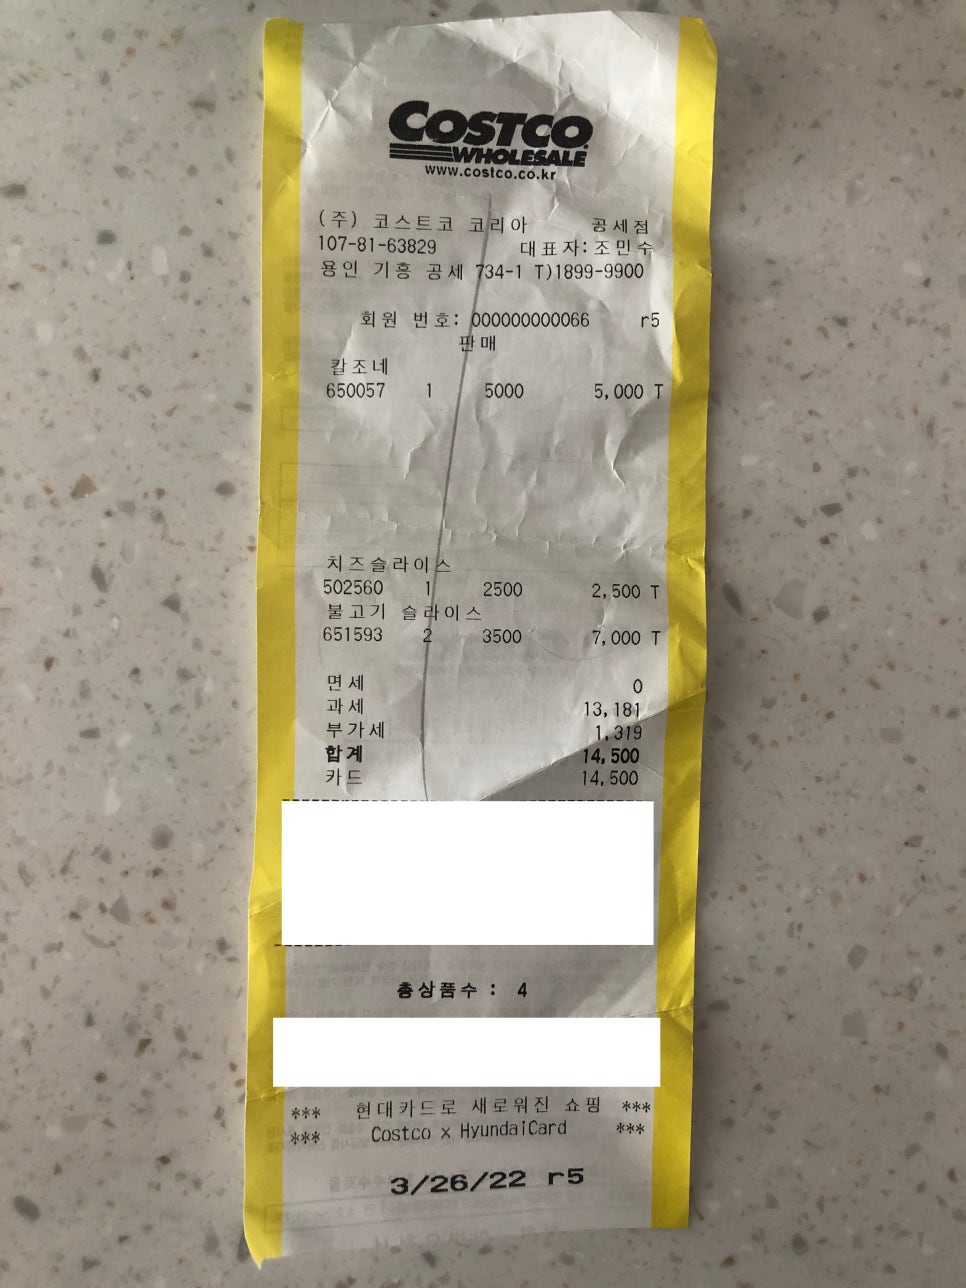 COSTCO
WHOLESALE
www.costco.co.kr
(주) 코스트코 코리아 공세점
107-81-63829 대표자:조민수
용인 기흥 공세 734-1 T)1899-9900
회원 번호: 000000000066 r5
판매
칼조네
650057 1 5000 5,000 T
치즈슬라이스
502560 1 2500 2,500 T
불고기 슬라이스
651593 2 3500 7,000 T
면세 0
과세 13,181
부가세 1,319
합계 14,500
카드 14,500
총상품수 : 4
*** 현대카드로 새로워진 쇼핑 ***
*** Costco x HyundaiCard ***
3/26/22 r5